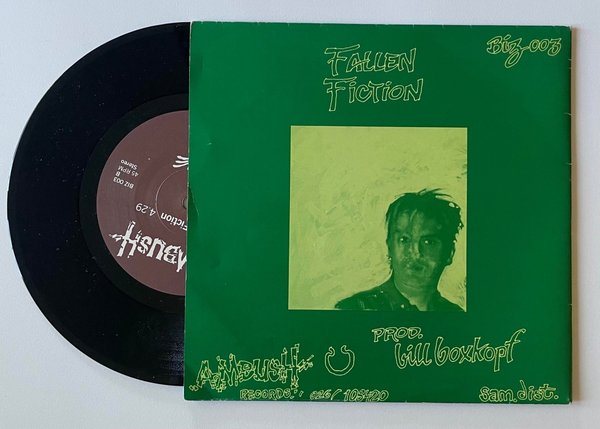 FALLEN
FICTION
Biz-003
PROD.
bill boxkopf
"AMBUSH"
RECORDS, 026/103420
sam. dist.
BIZ 003
B
45 RPM
Stereo
Fiction 4.29